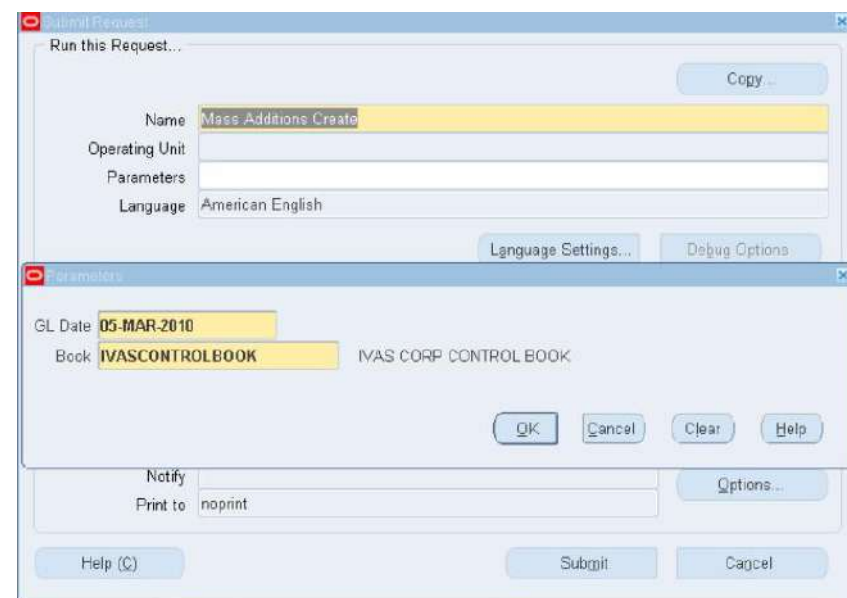 Submit Request
Run this Request...
Copy...
Name Mass Additions Create
Operating Unit
Parameters
Language American English
Language Settings... Debug Options
Parameters
GL Date 05-MAR-2010
Book IVASCONTROLBOOK IVAS CORP CONTROL BOOK
OK Cancel Clear Help
Notify
Options...
Print to noprint
Help (C) Submit Cancel